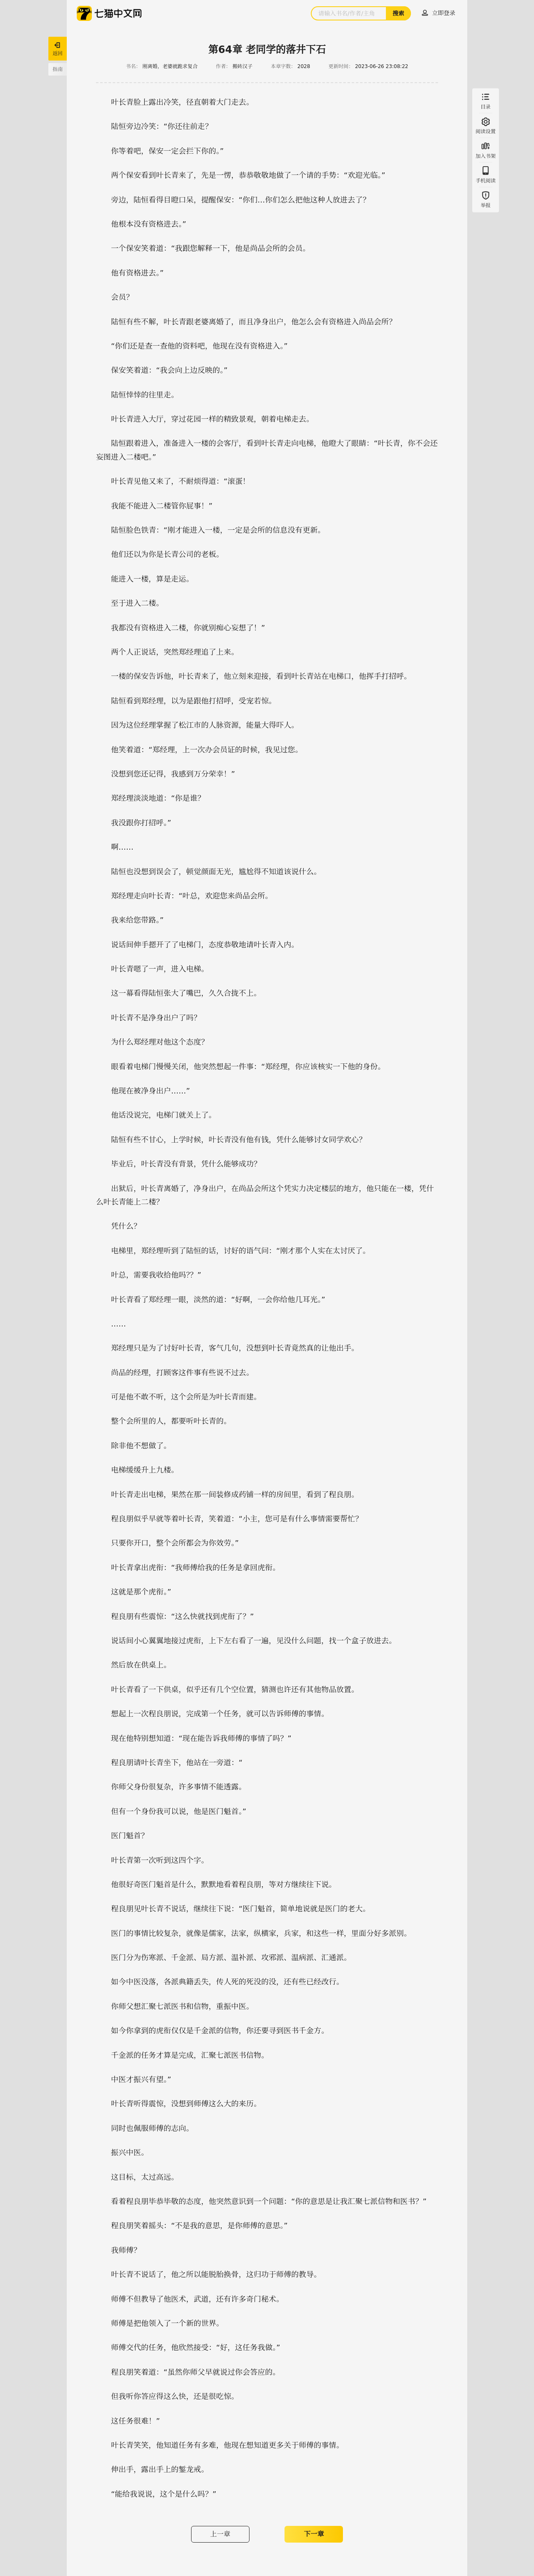 七猫中文网
请输入书名/作者/主角
搜索
立即登录
返回
指南
目录
阅读设置
加入书架
手机阅读
举报
第64章 老同学的落井下石
书名： 刚离婚，老婆就跪求复合 作者： 搬砖汉子 本章字数： 2028 更新时间： 2023-06-26 23:08:22
叶长青脸上露出冷笑，径直朝着大门走去。
陆恒旁边冷笑：“你还往前走?
你等着吧，保安一定会拦下你的。”
两个保安看到叶长青来了，先是一愣，恭恭敬敬地做了一个请的手势：“欢迎光临。”
旁边，陆恒看得目瞪口呆，提醒保安：“你们...你们怎么把他这种人放进去了?
他根本没有资格进去。”
一个保安笑着道：“我跟您解释一下，他是尚品会所的会员。
他有资格进去。”
会员?
陆恒有些不解，叶长青跟老婆离婚了，而且净身出户，他怎么会有资格进入尚品会所?
“你们还是查一查他的资料吧，他现在没有资格进入。”
保安笑着道：“我会向上边反映的。”
陆恒悻悻的往里走。
叶长青进入大厅，穿过花园一样的精致景观，朝着电梯走去。
陆恒跟着进入，准备进入一楼的会客厅，看到叶长青走向电梯，他瞪大了眼睛：“叶长青，你不会还
妄图进入二楼吧。”
叶长青见他又来了，不耐烦得道：“滚蛋！
我能不能进入二楼管你屁事！”
陆恒脸色铁青：“刚才能进入一楼，一定是会所的信息没有更新。
他们还以为你是长青公司的老板。
能进入一楼，算是走运。
至于进入二楼。
我都没有资格进入二楼，你就别痴心妄想了！”
两个人正说话，突然郑经理追了上来。
一楼的保安告诉他，叶长青来了，他立刻来迎接，看到叶长青站在电梯口，他挥手打招呼。
陆恒看到郑经理，以为是跟他打招呼，受宠若惊。
因为这位经理掌握了松江市的人脉资源，能量大得吓人。
他笑着道：“郑经理，上一次办会员证的时候，我见过您。
没想到您还记得，我感到万分荣幸！”
郑经理淡淡地道：“你是谁?
我没跟你打招呼。”
啊……
陆恒也没想到误会了，顿觉颜面无光，尴尬得不知道该说什么。
郑经理走向叶长青：“叶总，欢迎您来尚品会所。
我来给您带路。”
说话间伸手摁开了了电梯门，态度恭敬地请叶长青入内。
叶长青嗯了一声，进入电梯。
这一幕看得陆恒张大了嘴巴，久久合拢不上。
叶长青不是净身出户了吗?
为什么郑经理对他这个态度?
眼看着电梯门慢慢关闭，他突然想起一件事：“郑经理，你应该核实一下他的身份。
他现在被净身出户……”
他话没说完，电梯门就关上了。
陆恒有些不甘心，上学时候，叶长青没有他有钱，凭什么能够讨女同学欢心?
毕业后，叶长青没有背景，凭什么能够成功?
出狱后，叶长青离婚了，净身出户，在尚品会所这个凭实力决定楼层的地方，他只能在一楼，凭什
么叶长青能上二楼?
凭什么?
电梯里，郑经理听到了陆恒的话，讨好的语气问：“刚才那个人实在太讨厌了。
叶总，需要我收给他吗?？”
叶长青看了郑经理一眼，淡然的道：“好啊，一会你给他几耳光。”
……
郑经理只是为了讨好叶长青，客气几句，没想到叶长青竟然真的让他出手。
尚品的经理，打顾客这件事有些说不过去。
可是他不敢不听，这个会所是为叶长青而建。
整个会所里的人，都要听叶长青的。
除非他不想做了。
电梯缓缓升上九楼。
叶长青走出电梯，果然在那一间装修成药铺一样的房间里，看到了程良朋。
程良朋似乎早就等着叶长青，笑着道：“小主，您可是有什么事情需要帮忙?
只要你开口，整个会所都会为你效劳。”
叶长青拿出虎衔：“我师傅给我的任务是拿回虎衔。
这就是那个虎衔。”
程良朋有些震惊：“这么快就找到虎衔了？”
说话间小心翼翼地接过虎衔，上下左右看了一遍，见没什么问题，找一个盒子放进去。
然后放在供桌上。
叶长青看了一下供桌，似乎还有几个空位置，猜测也许还有其他物品放置。
想起上一次程良朋说，完成第一个任务，就可以告诉师傅的事情。
现在他特别想知道：“现在能告诉我师傅的事情了吗？”
程良朋请叶长青坐下，他站在一旁道：“
你师父身份很复杂，许多事情不能透露。
但有一个身份我可以说，他是医门魁首。”
医门魁首?
叶长青第一次听到这四个字。
他很好奇医门魁首是什么，默默地看着程良朋，等对方继续往下说。
程良朋见叶长青不说话，继续往下说：“医门魁首，简单地说就是医门的老大。
医门的事情比较复杂，就像是儒家，法家，纵横家，兵家，和这些一样，里面分好多派别。
医门分为伤寒派、千金派、局方派、温补派、攻邪派、温病派、汇通派。
如今中医没落，各派典籍丢失，传人死的死没的没，还有些已经改行。
你师父想汇聚七派医书和信物，重振中医。
如今你拿到的虎衔仅仅是千金派的信物，你还要寻到医书千金方。
千金派的任务才算是完成，汇聚七派医书信物。
中医才振兴有望。”
叶长青听得震惊，没想到师傅这么大的来历。
同时也佩服师傅的志向。
振兴中医。
这目标，太过高远。
看着程良朋毕恭毕敬的态度，他突然意识到一个问题：“你的意思是让我汇聚七派信物和医书？”
程良朋笑着摇头：“不是我的意思，是你师傅的意思。”
我师傅?
叶长青不说话了，他之所以能脱胎换骨，这归功于师傅的教导。
师傅不但教导了他医术，武道，还有许多奇门秘术。
师傅是把他领入了一个新的世界。
师傅交代的任务，他欣然接受：“好，这任务我做。”
程良朋笑着道：“虽然你师父早就说过你会答应的。
但我听你答应得这么快，还是很吃惊。
这任务很难！”
叶长青笑笑，他知道任务有多难，他现在想知道更多关于师傅的事情。
伸出手，露出手上的錾龙戒。
“能给我说说，这个是什么吗？”
上一章
下一章